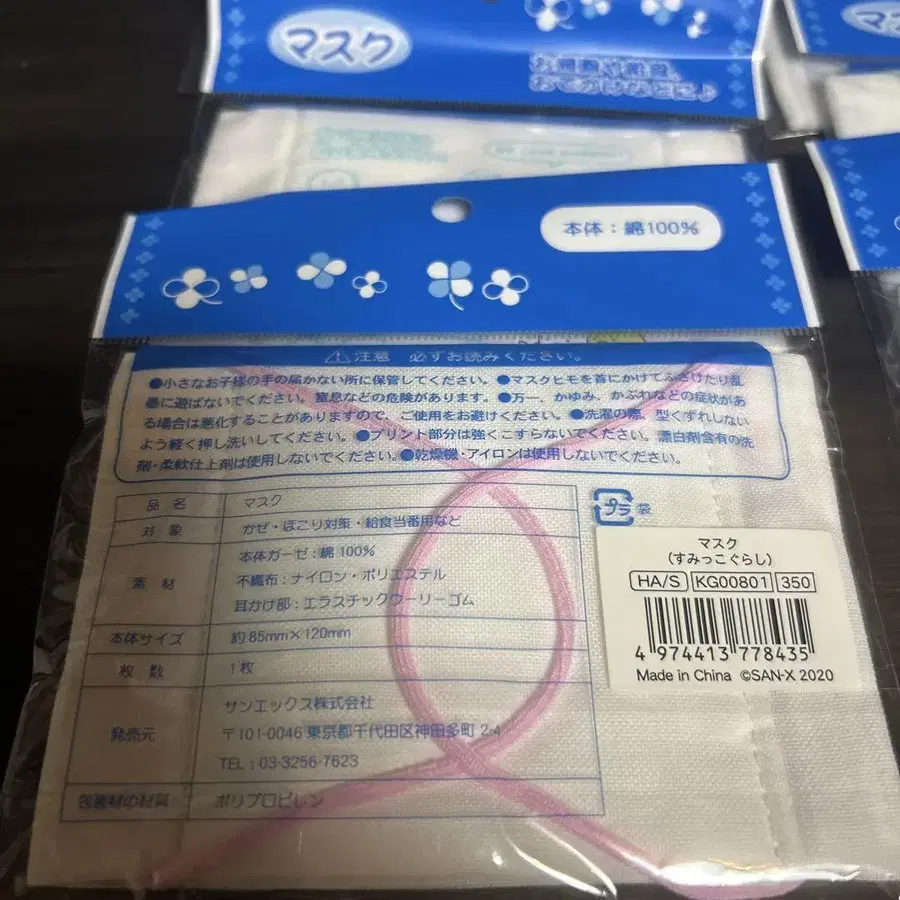 マスク
お昼寝や給食、
おでかけなどに♪
マ
本体：綿100%
⚠注意 必ずお読みください。
●小さなお子様の手の届かない所に保管してください。●マスクヒモを首にかけてふざけたり乱
暴に遊ばないでください。窒息などの危険があります。●万一、かゆみ、かぶれなどの症状があ
る場合は悪化することがありますので、ご使用をお避けください。●洗濯の際、型くずれしない
よう軽く押し洗いしてください。●プリント部分は強くこすらないでください。漂白剤含有の洗
剤・柔軟仕上剤は使用しないでください。●乾燥機・アイロンは使用しないでください。
品名 マスク
対象 かぜ・ほこり対策・給食当番用など
素材 本体ガーゼ：綿100%
不織布：ナイロン・ポリエステル
耳かけ部：エラスチックウーリーゴム
本体サイズ 約85mm×120mm
枚数 1枚
発売元 サンエックス株式会社
〒101-0046 東京都千代田区神田多町2-4
TEL：03-3256-7623
包装材の材質 ポリプロピレン
プラ 袋
マスク
(すみっこぐらし)
HA/S KG00801 350
4 974413 778435
Made in China ©SAN-X 2020